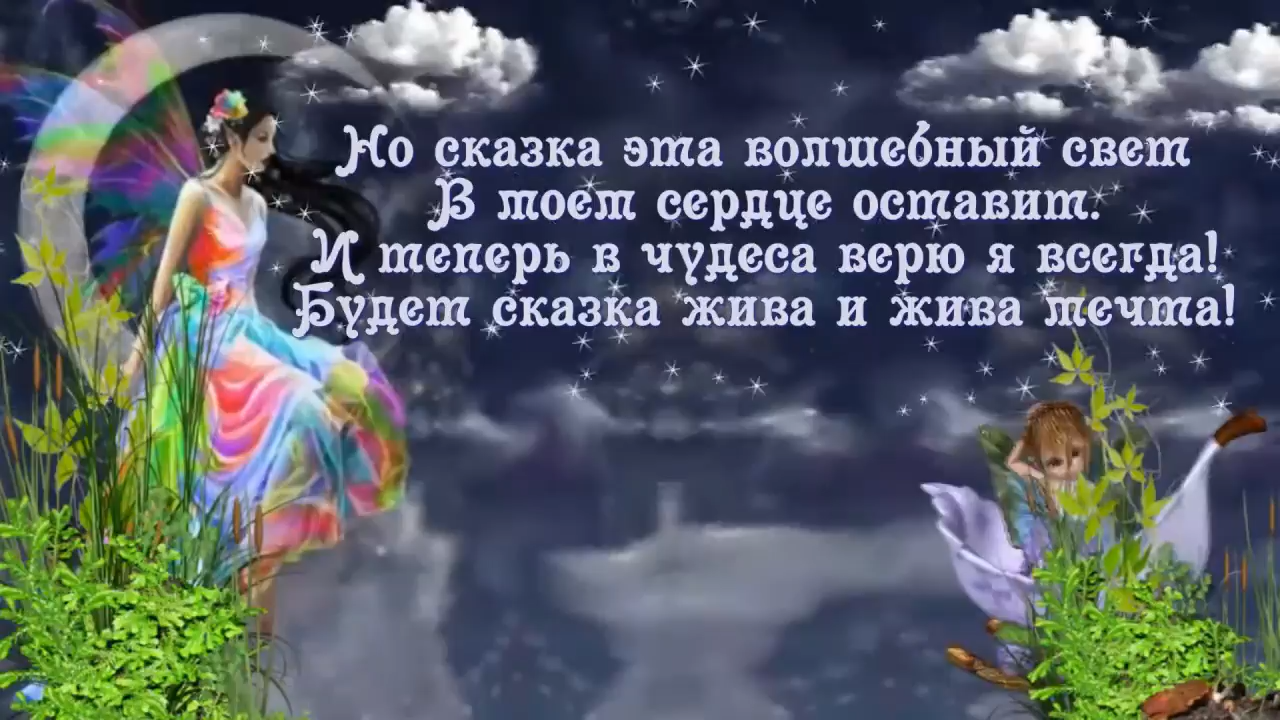 Но сказка эта волшебный свет
В моем сердце оставит.
И теперь в чудеса верю я всегда!
Будет сказка жива и жива мечта!